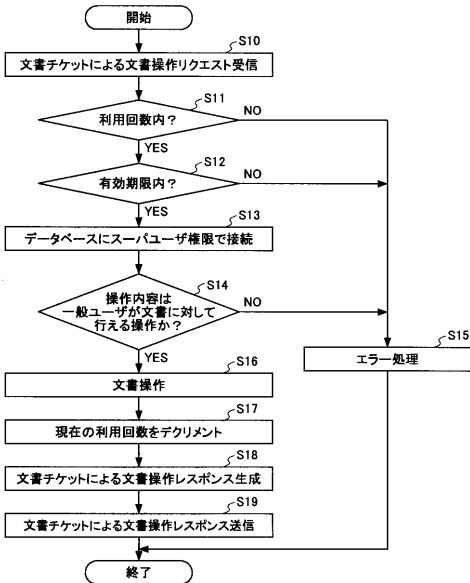 開始
S10
文書チケットによる文書操作リクエスト受信
S11
利用回数内？
NO
YES
S12
有効期限内？
NO
YES
S13
データベースにスーパユーザ権限で接続
S14
操作内容は
一般ユーザが文書に対して
行える操作か？
NO
YES
S15
エラー処理
S16
文書操作
S17
現在の利用回数をデクリメント
S18
文書チケットによる文書操作レスポンス生成
S19
文書チケットによる文書操作レスポンス送信
終了